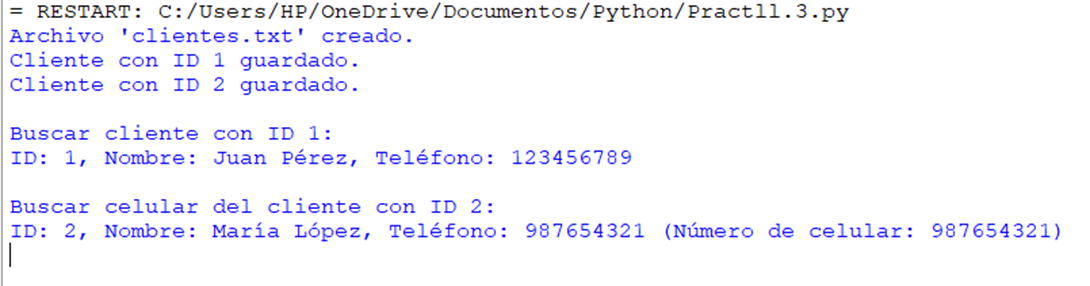 = RESTART: C:/Users/HP/OneDrive/Documentos/Python/Practll.3.py
Archivo 'clientes.txt' creado.
Cliente con ID 1 guardado.
Cliente con ID 2 guardado.
Buscar cliente con ID 1:
ID: 1, Nombre: Juan Pérez, Teléfono: 123456789
Buscar celular del cliente con ID 2:
ID: 2, Nombre: María López, Teléfono: 987654321 (Número de celular: 987654321)